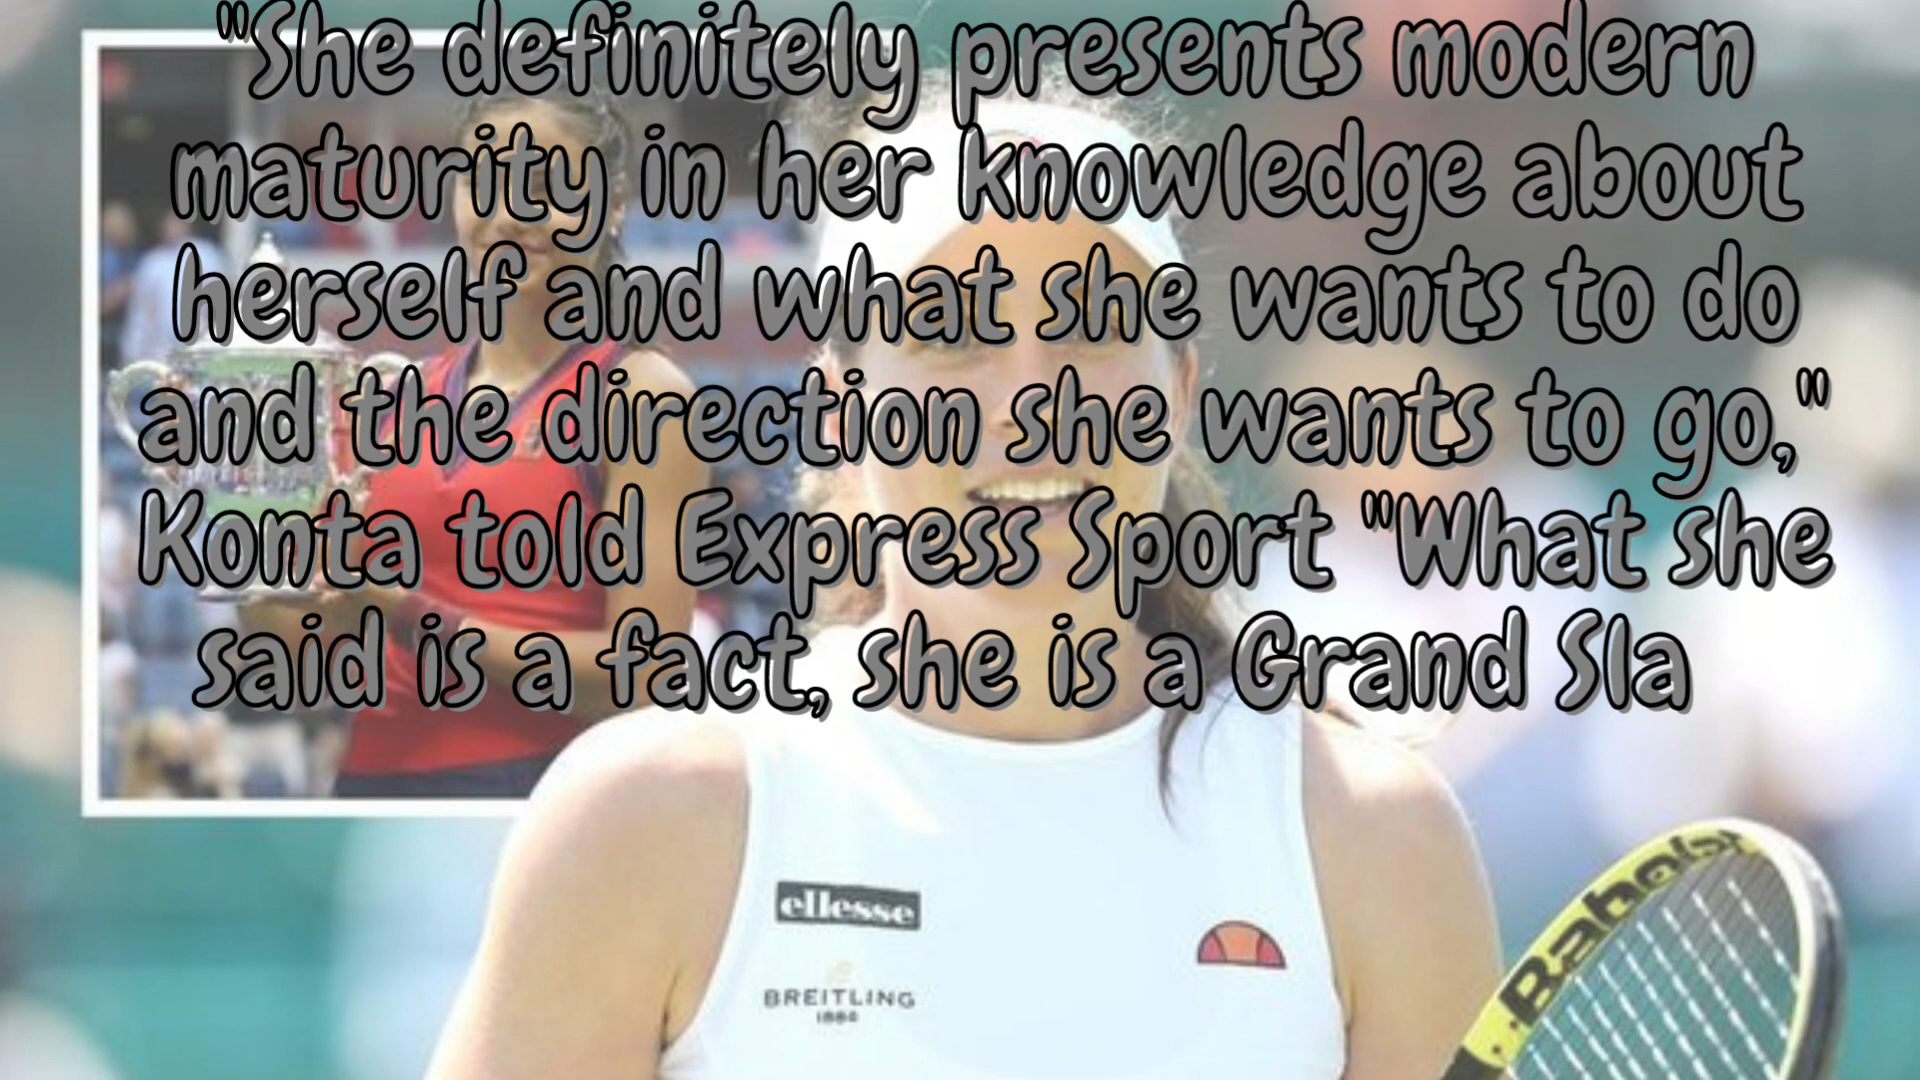 "She definitely presents modern
maturity in her knowledge about
herself and what she wants to do
and the direction she wants to go,"
Konta told Express Sport "What she
said is a fact, she is a Grand Sla
ellesse
BREITLING
1884
Babolat